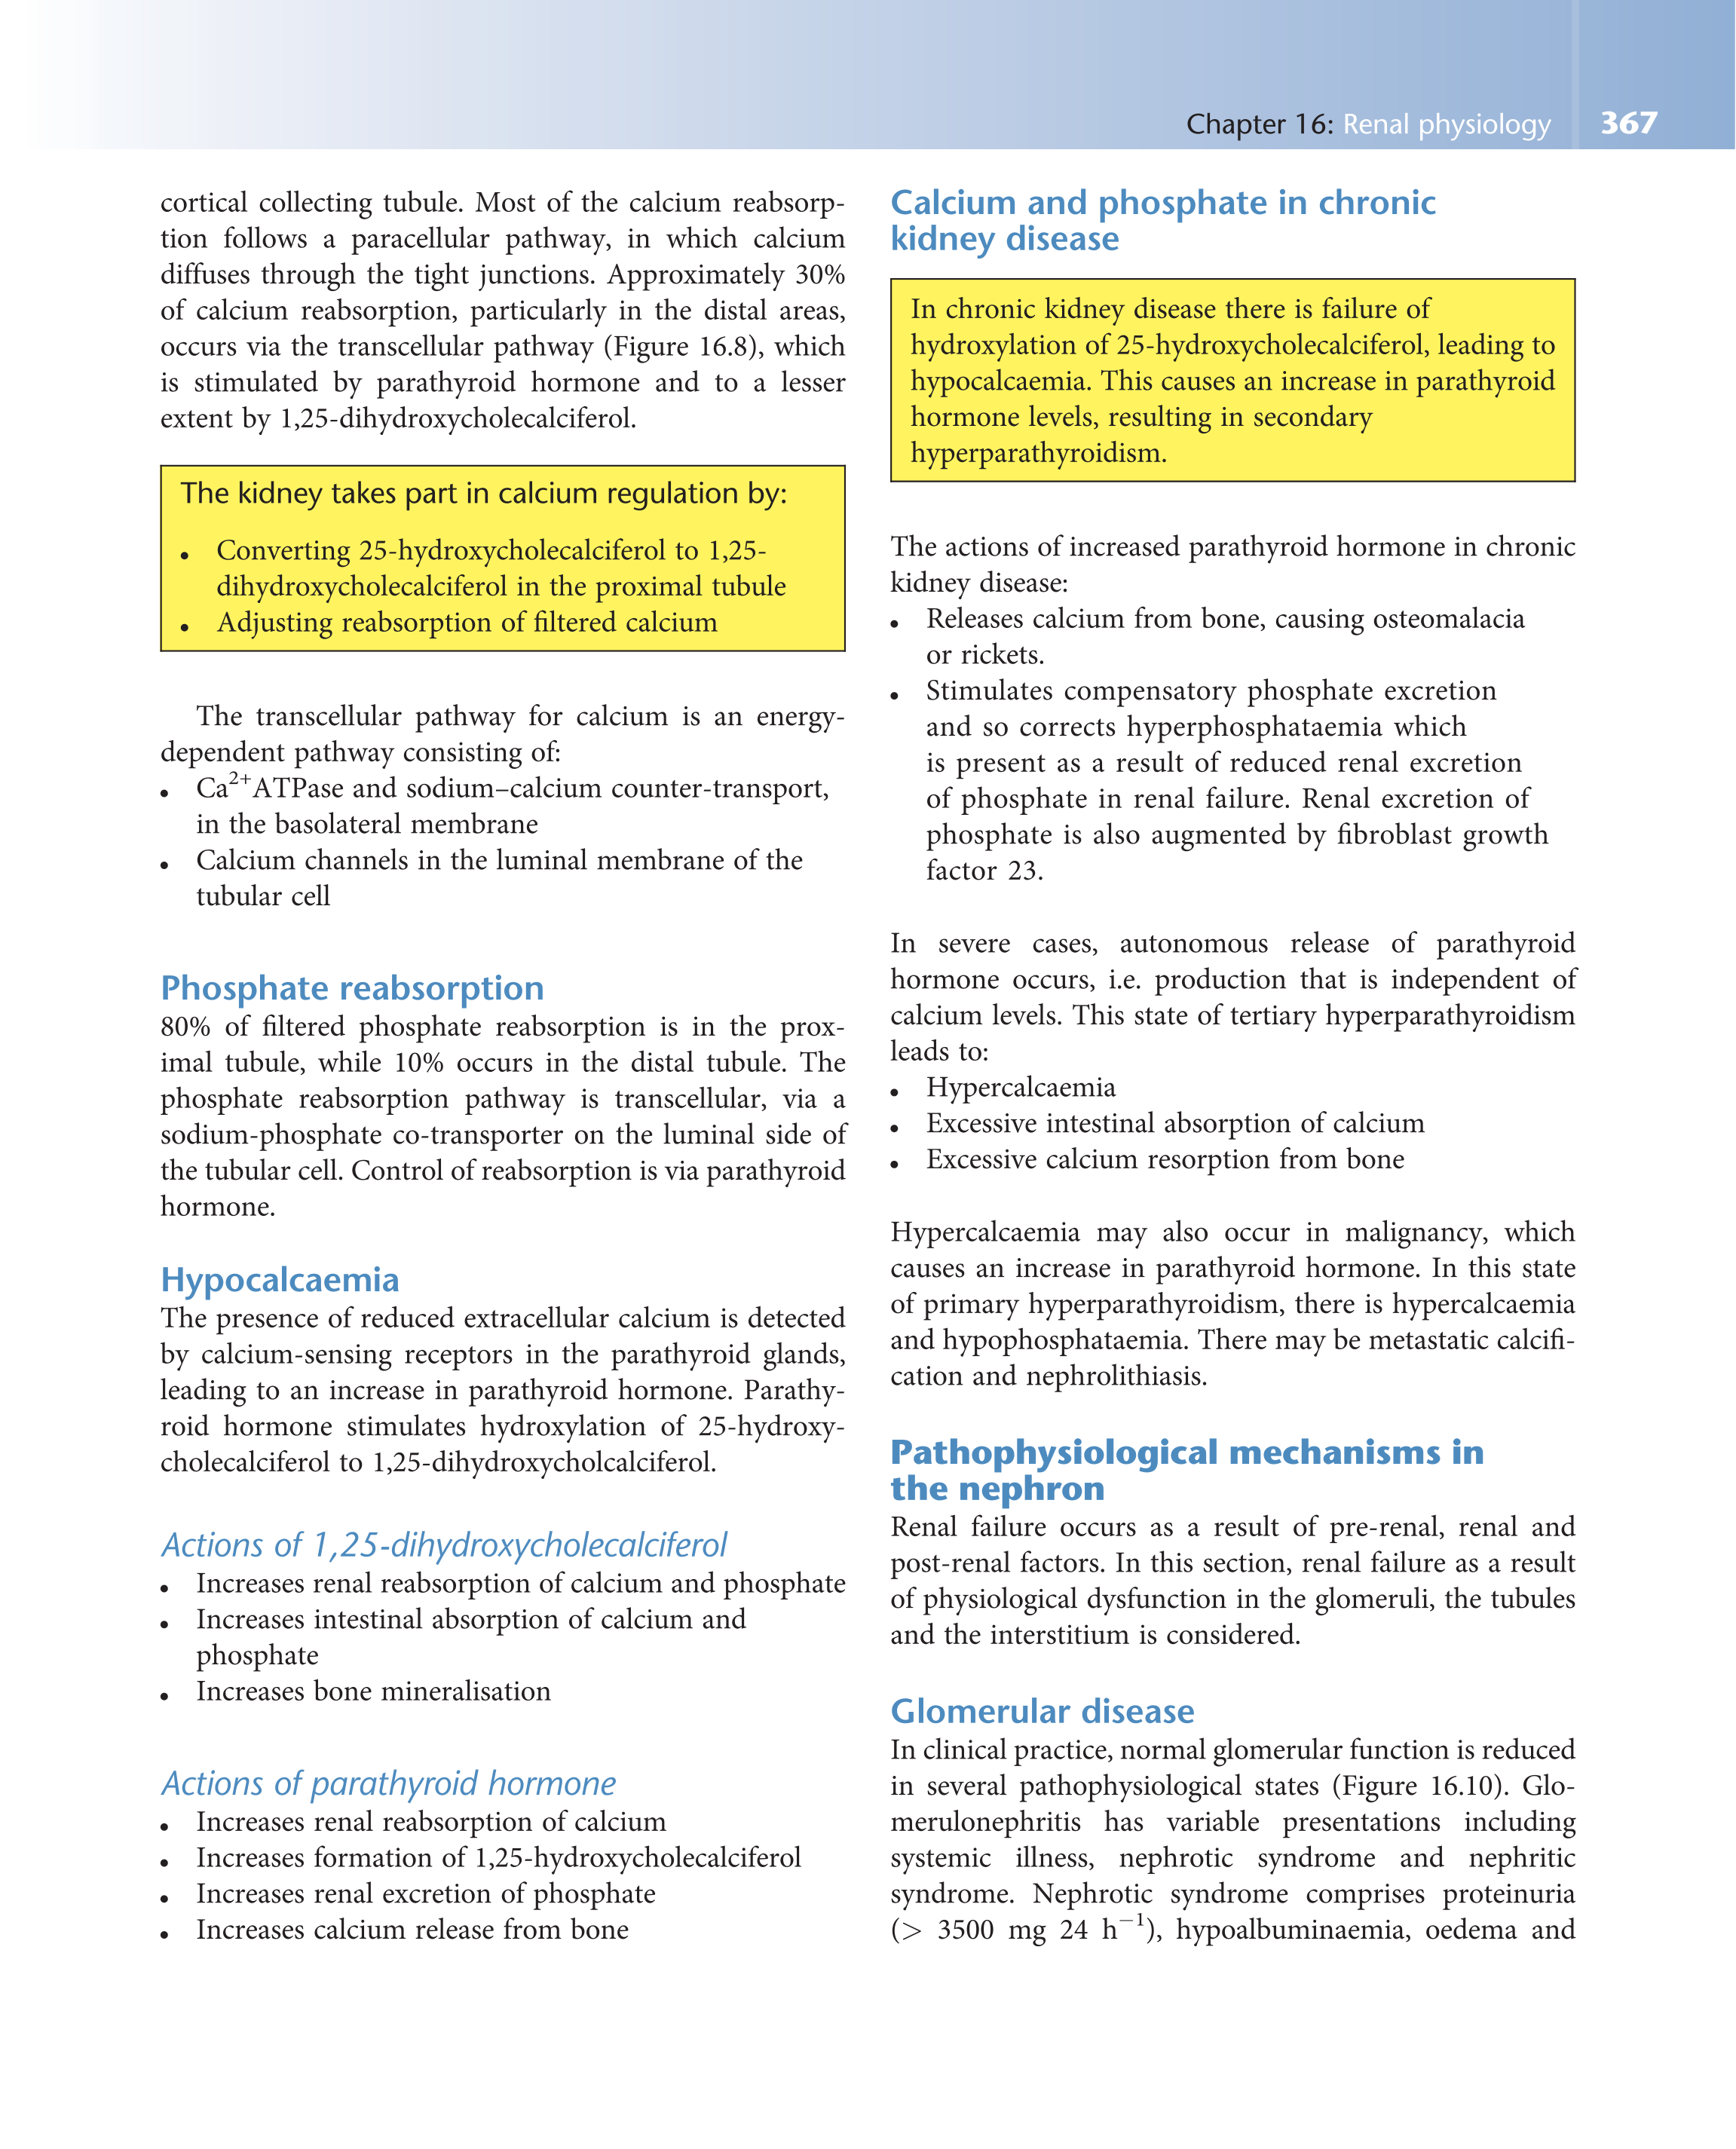 Chapter 16: Renal physiology 367
cortical collecting tubule. Most of the calcium reabsorp-
tion follows a paracellular pathway, in which calcium
diffuses through the tight junctions. Approximately 30%
of calcium reabsorption, particularly in the distal areas,
occurs via the transcellular pathway (Figure 16.8), which
is stimulated by parathyroid hormone and to a lesser
extent by 1,25-dihydroxycholecalciferol.
The kidney takes part in calcium regulation by:
• Converting 25-hydroxycholecalciferol to 1,25-
dihydroxycholecalciferol in the proximal tubule
• Adjusting reabsorption of filtered calcium
The transcellular pathway for calcium is an energy-
dependent pathway consisting of:
• Ca²⁺ATPase and sodium–calcium counter-transport,
in the basolateral membrane
• Calcium channels in the luminal membrane of the
tubular cell
Phosphate reabsorption
80% of filtered phosphate reabsorption is in the prox-
imal tubule, while 10% occurs in the distal tubule. The
phosphate reabsorption pathway is transcellular, via a
sodium-phosphate co-transporter on the luminal side of
the tubular cell. Control of reabsorption is via parathyroid
hormone.
Hypocalcaemia
The presence of reduced extracellular calcium is detected
by calcium-sensing receptors in the parathyroid glands,
leading to an increase in parathyroid hormone. Parathy-
roid hormone stimulates hydroxylation of 25-hydroxy-
cholecalciferol to 1,25-dihydroxycholcalciferol.
Actions of 1,25-dihydroxycholecalciferol
• Increases renal reabsorption of calcium and phosphate
• Increases intestinal absorption of calcium and
phosphate
• Increases bone mineralisation
Actions of parathyroid hormone
• Increases renal reabsorption of calcium
• Increases formation of 1,25-hydroxycholecalciferol
• Increases renal excretion of phosphate
• Increases calcium release from bone
Calcium and phosphate in chronic
kidney disease
In chronic kidney disease there is failure of
hydroxylation of 25-hydroxycholecalciferol, leading to
hypocalcaemia. This causes an increase in parathyroid
hormone levels, resulting in secondary
hyperparathyroidism.
The actions of increased parathyroid hormone in chronic
kidney disease:
• Releases calcium from bone, causing osteomalacia
or rickets.
• Stimulates compensatory phosphate excretion
and so corrects hyperphosphataemia which
is present as a result of reduced renal excretion
of phosphate in renal failure. Renal excretion of
phosphate is also augmented by fibroblast growth
factor 23.
In severe cases, autonomous release of parathyroid
hormone occurs, i.e. production that is independent of
calcium levels. This state of tertiary hyperparathyroidism
leads to:
• Hypercalcaemia
• Excessive intestinal absorption of calcium
• Excessive calcium resorption from bone
Hypercalcaemia may also occur in malignancy, which
causes an increase in parathyroid hormone. In this state
of primary hyperparathyroidism, there is hypercalcaemia
and hypophosphataemia. There may be metastatic calcifi-
cation and nephrolithiasis.
Pathophysiological mechanisms in
the nephron
Renal failure occurs as a result of pre-renal, renal and
post-renal factors. In this section, renal failure as a result
of physiological dysfunction in the glomeruli, the tubules
and the interstitium is considered.
Glomerular disease
In clinical practice, normal glomerular function is reduced
in several pathophysiological states (Figure 16.10). Glo-
merulonephritis has variable presentations including
systemic illness, nephrotic syndrome and nephritic
syndrome. Nephrotic syndrome comprises proteinuria
(> 3500 mg 24 h⁻¹), hypoalbuminaemia, oedema and